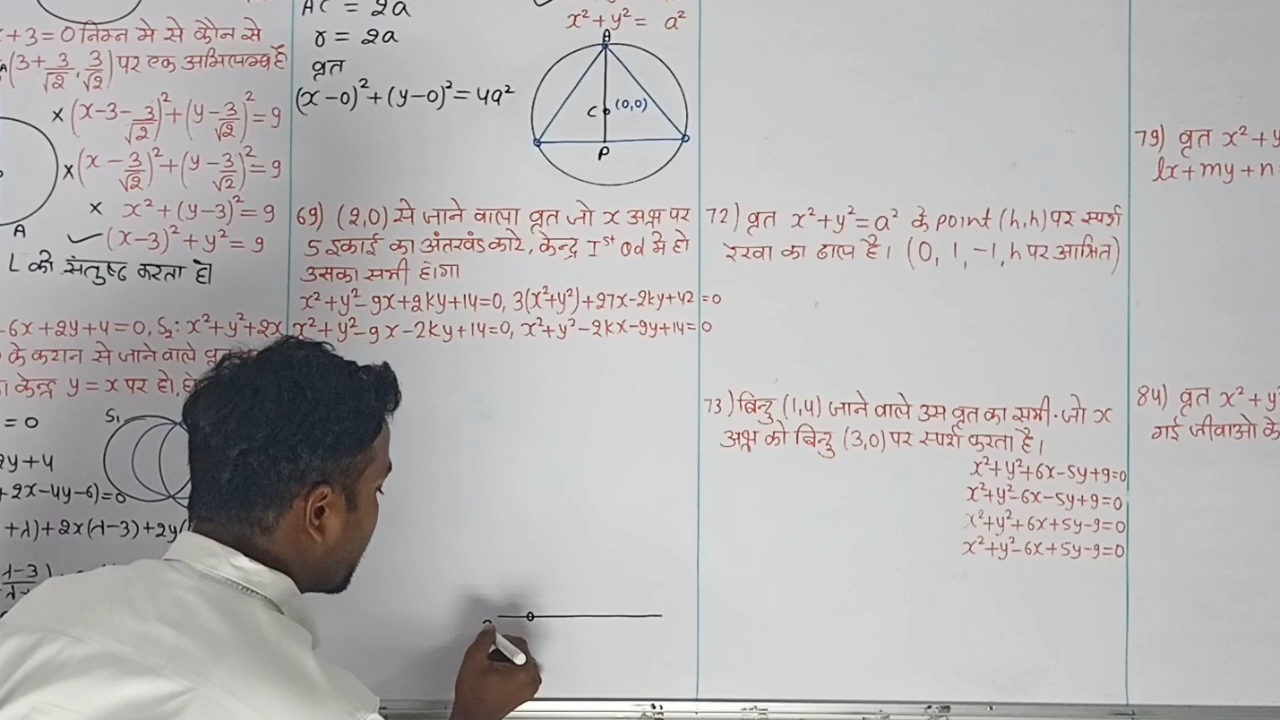 x + 3 = 0 निम्न मे से कौन से
(3+3/√2, 3/√2) पर एक अभिलम्ब है
× (x-3-3/√2)²+(y-3/√2)²=9
× (x-3/√2)²+(y-3/√2)²=9
× x²+(y-3)²=9
✓ (x-3)²+y²=9
A
L को संतुष्ट करता हो
-6x+2y+4=0, S₂: x²+y²+2x
के कटान से जाने वाले
केन्द्र y=x पर हो,
= 0
S₁
2y+4
+2x-4y-6)=0
+λ)+2x(λ-3)+2y(
AC = 2a
r = 2a
वृत
(x-0)²+(y-0)²=4a²
x²+y²= a²
A
C (0,0)
P
69) (2,0) से जाने वाला वृत जो x अक्ष पर
5 इकाई का अंतरखंड काटे, केन्द्र Iˢᵗ Qd मे हो
उसका समी होगा
x²+y²-9x+2ky+14=0, 3(x²+y²)+27x-2ky+42=0
x²+y²-9x-2ky+14=0, x²+y²-2kx-9y+14=0
72) वृत x²+y²=a² के point (h,h) पर स्पर्श
रेखा का ढाल है। (0, 1, -1, h पर आश्रित)
73) बिन्दु (1,4) जाने वाले उस वृत का समी. जो x
अक्ष को बिन्दु (3,0) पर स्पर्श करता है।
x²+y²+6x-5y+9=0
x²+y²-6x-5y+9=0
x²+y²+6x+5y-9=0
x²+y²-6x+5y-9=0
79) वृत x²+y
lx+my+n
84) वृत x²+y²
गई जीवाओ के